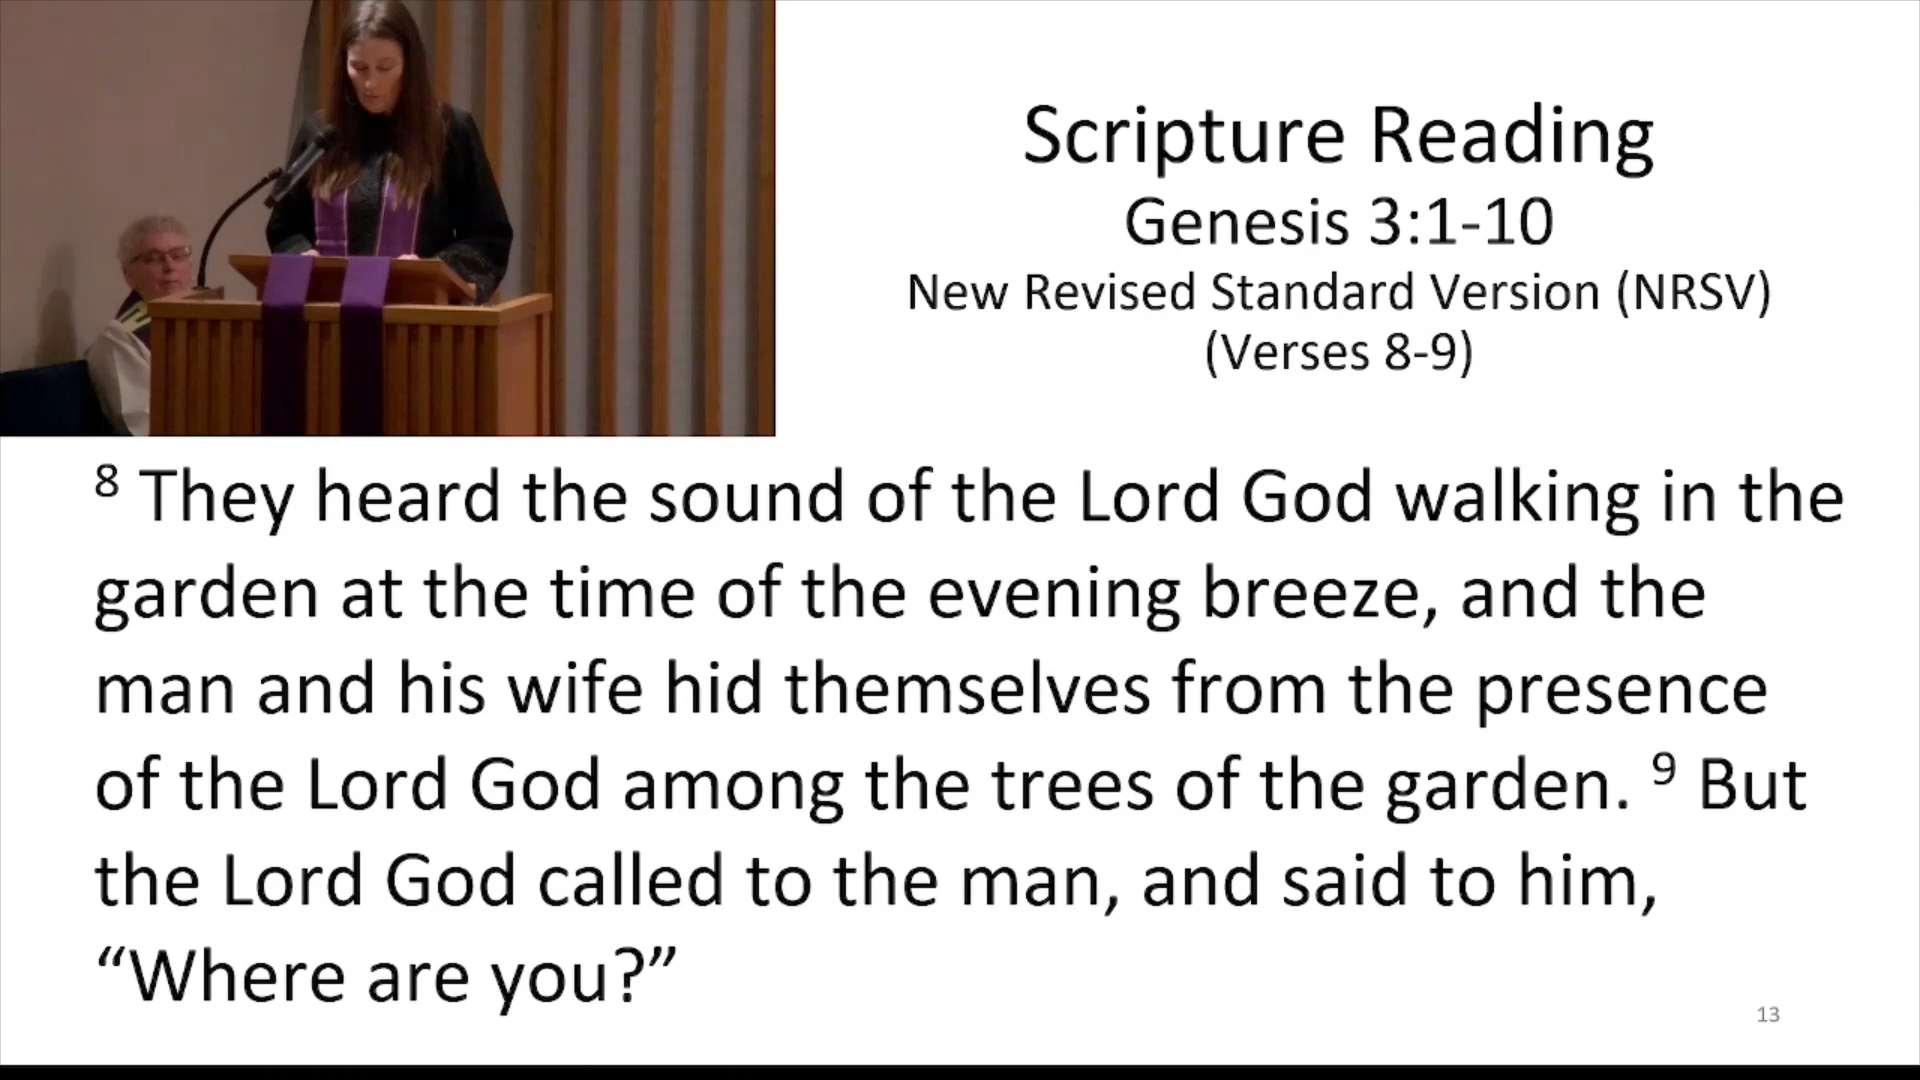 Scripture Reading
Genesis 3:1-10
New Revised Standard Version (NRSV)
(Verses 8-9)
⁸ They heard the sound of the Lord God walking in the
garden at the time of the evening breeze, and the
man and his wife hid themselves from the presence
of the Lord God among the trees of the garden. ⁹ But
the Lord God called to the man, and said to him,
“Where are you?”
13